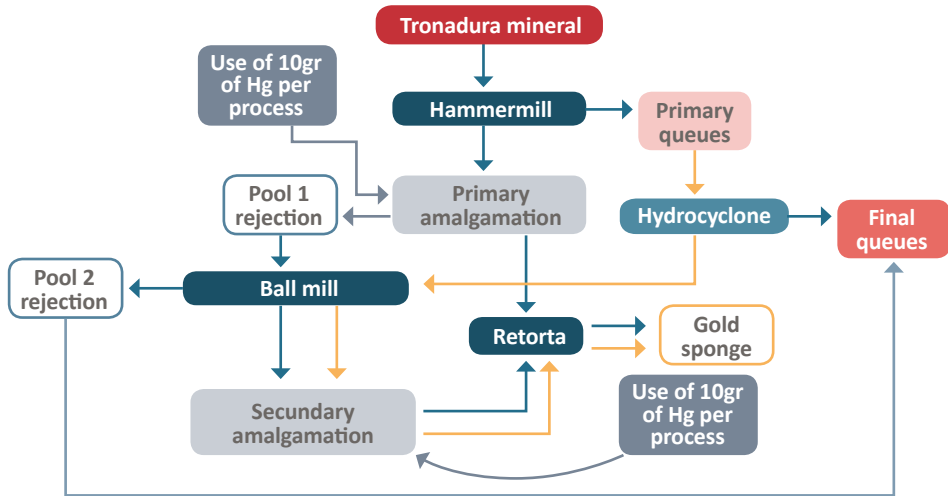 Tronadura mineral
Use of 10gr
of Hg per
process
Hammermill
Primary
queues
Pool 1
rejection
Primary
amalgamation
Hydrocyclone
Final
queues
Pool 2
rejection
Ball mill
Retorta
Gold
sponge
Secundary
amalgamation
Use of 10gr
of Hg per
process